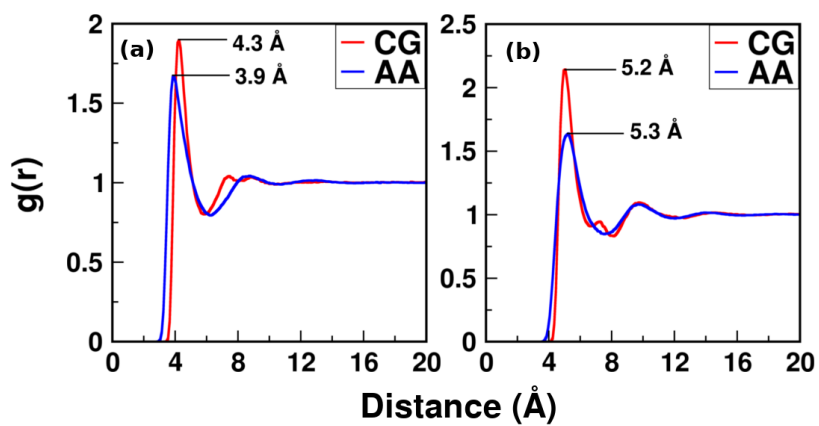 (a)
4.3 Å
3.9 Å
CG
AA
2
1.5
1
0.5
0
0 4 8 12 16 20
(b)
5.2 Å
5.3 Å
CG
AA
2.5
2
1.5
1
0.5
0
0 4 8 12 16 20
g(r)
Distance (Å)